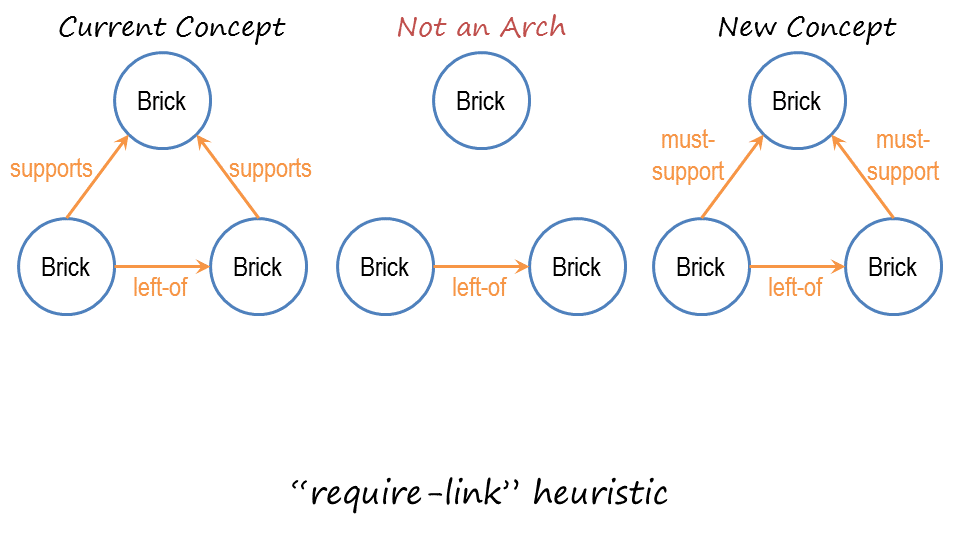 Current Concept
Not an Arch
New Concept
Brick
Brick
Brick
supports
supports
must-
support
must-
support
Brick
left-of
Brick
Brick
left-of
Brick
Brick
left-of
Brick
“require-link” heuristic